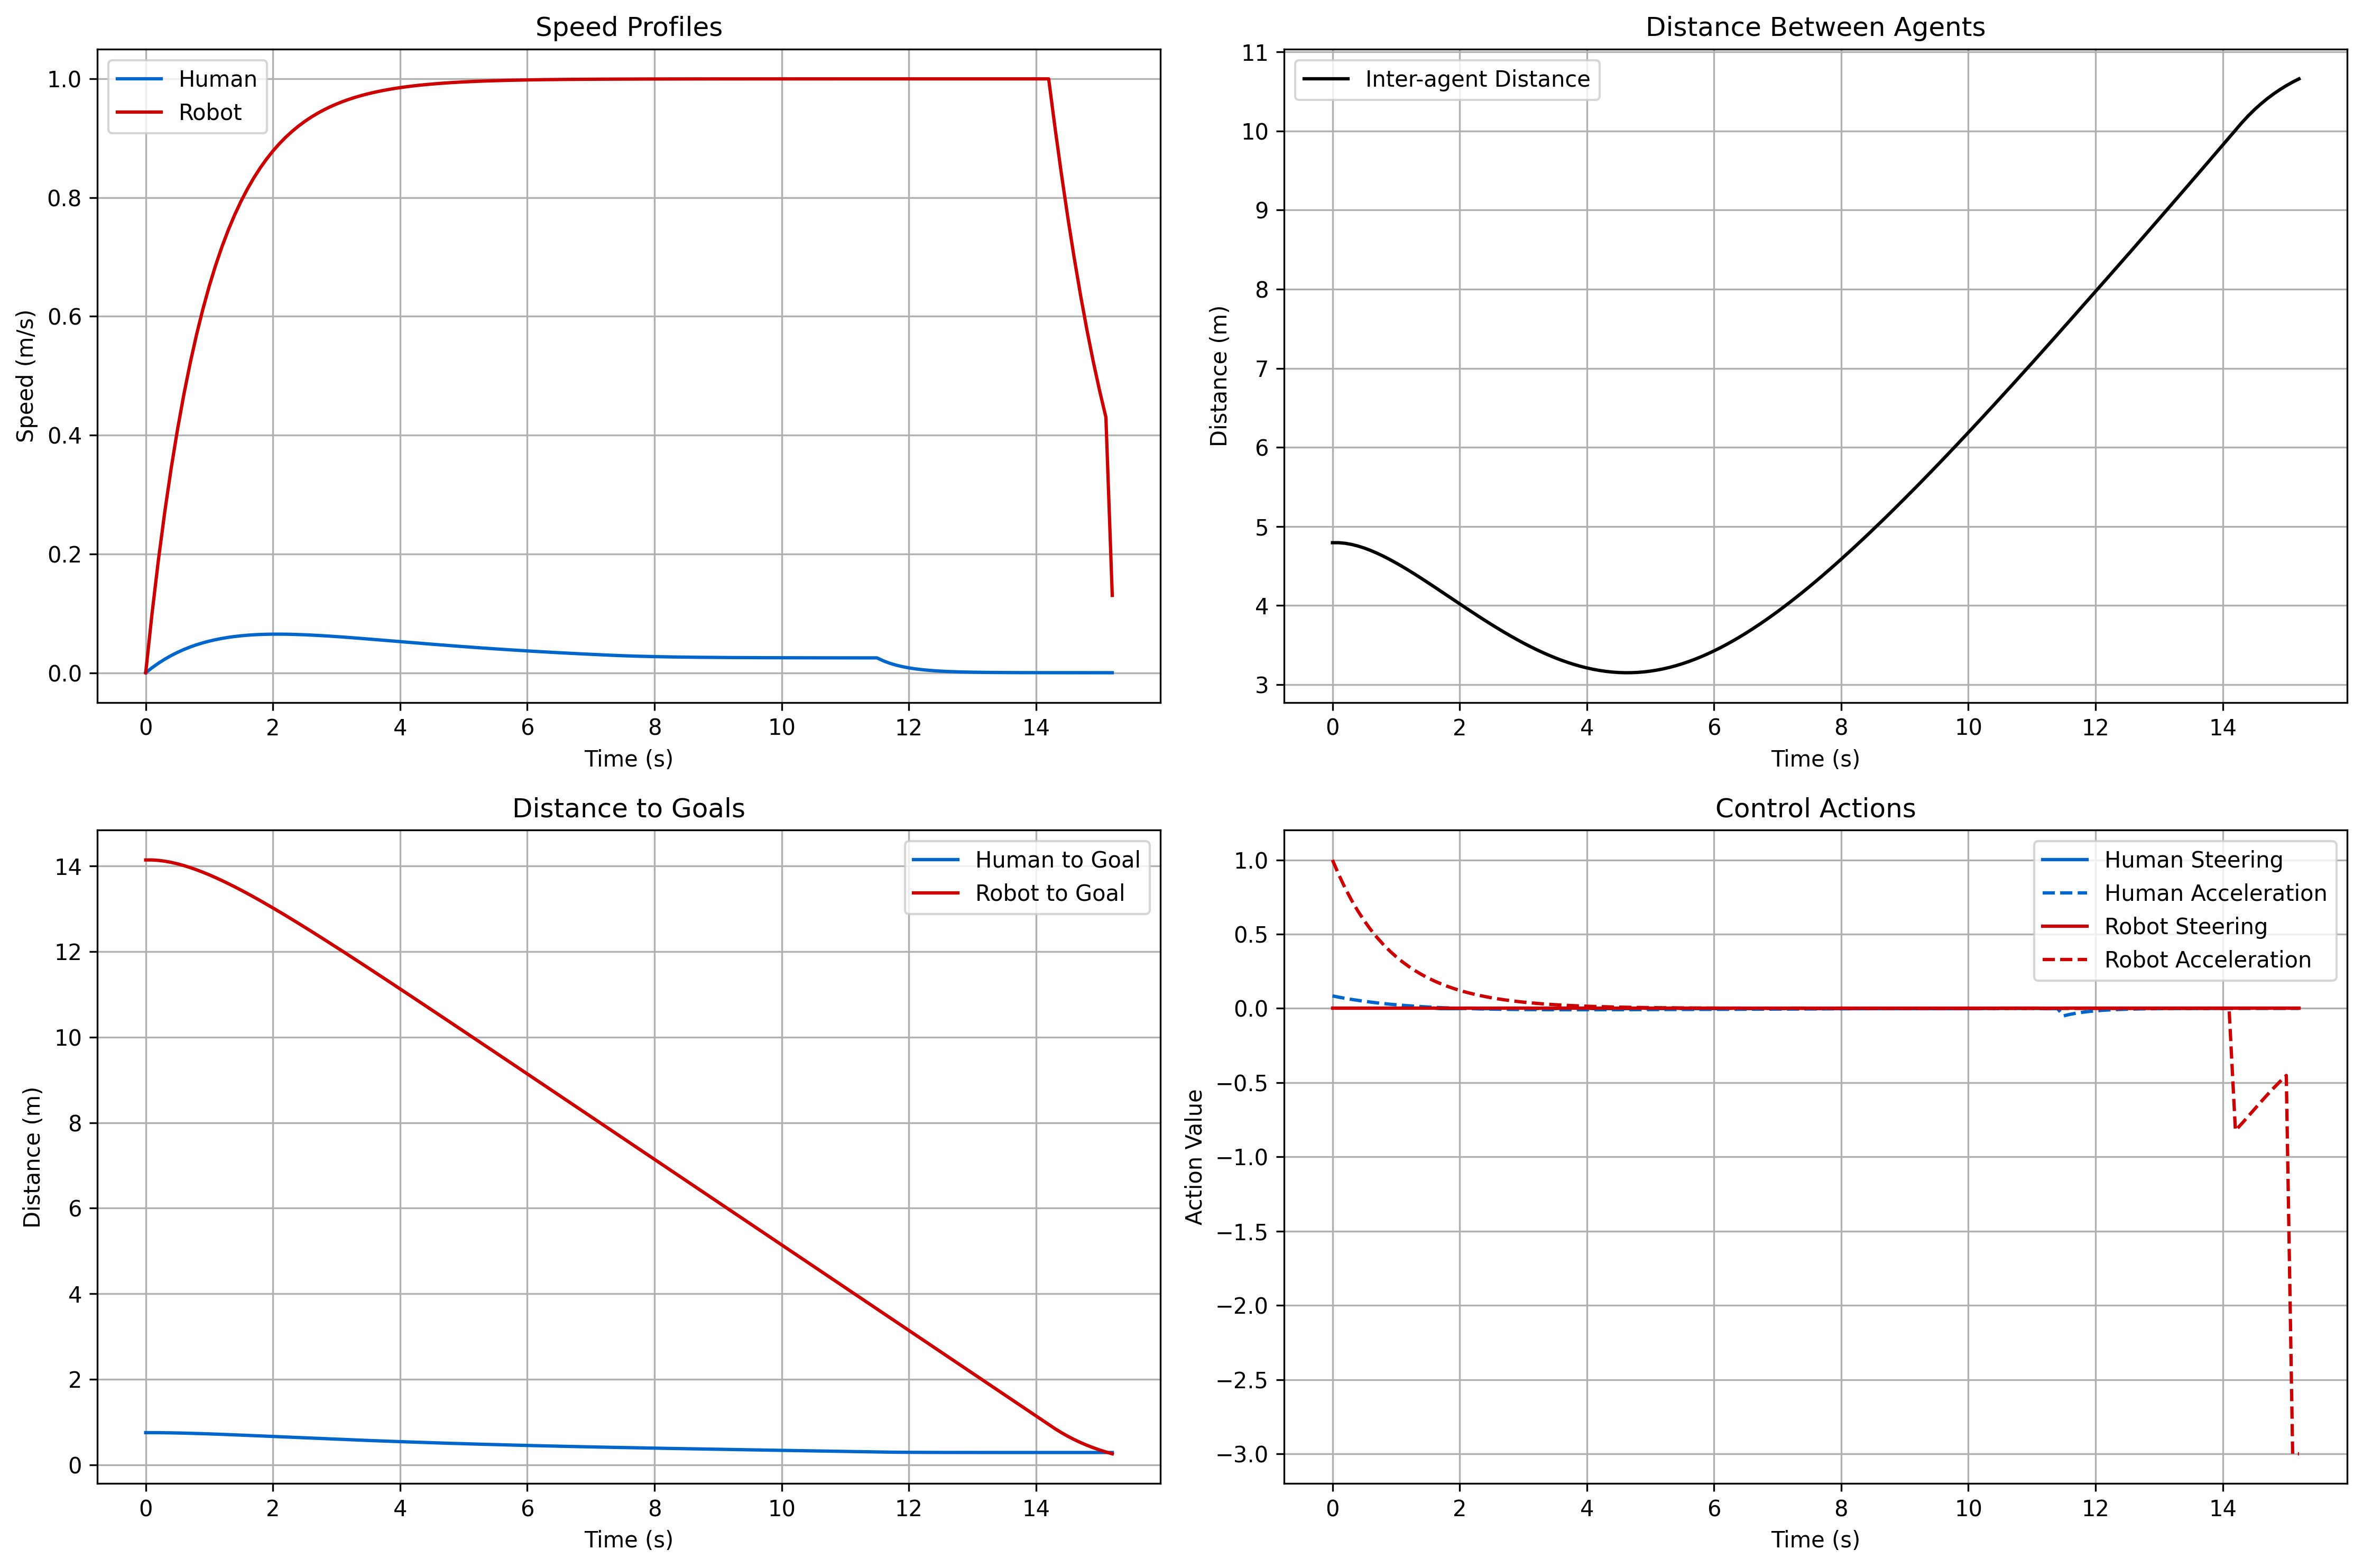 Speed Profiles
Human
Robot
Speed (m/s)
1.0
0.8
0.6
0.4
0.2
0.0
0 2 4 6 8 10 12 14
Time (s)
Distance Between Agents
Inter-agent Distance
Distance (m)
11
10
9
8
7
6
5
4
3
0 2 4 6 8 10 12 14
Time (s)
Distance to Goals
Human to Goal
Robot to Goal
Distance (m)
14
12
10
8
6
4
2
0
0 2 4 6 8 10 12 14
Time (s)
Control Actions
Human Steering
Human Acceleration
Robot Steering
Robot Acceleration
Action Value
1.0
0.5
0.0
−0.5
−1.0
−1.5
−2.0
−2.5
−3.0
0 2 4 6 8 10 12 14
Time (s)